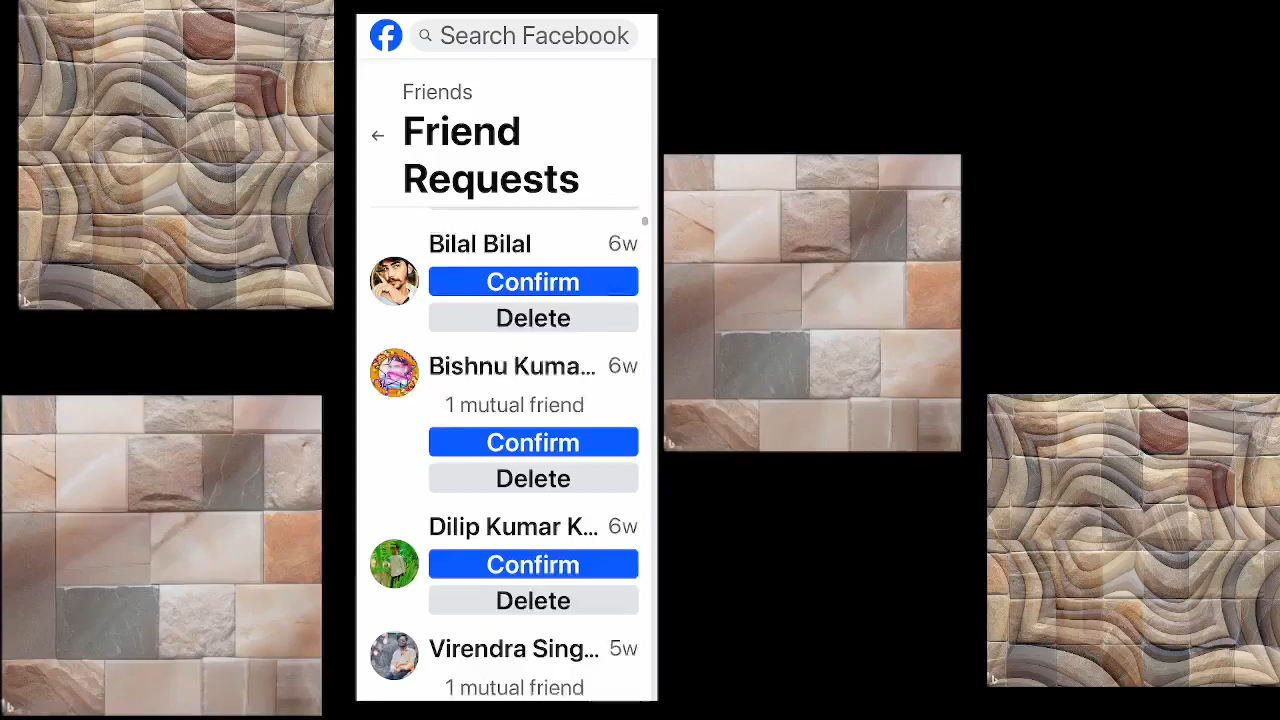 Search Facebook
Friends
Friend
Requests
Bilal Bilal 6w
Confirm
Delete
Bishnu Kuma... 6w
1 mutual friend
Confirm
Delete
Dilip Kumar K... 6w
Confirm
Delete
Virendra Sing... 5w
1 mutual friend